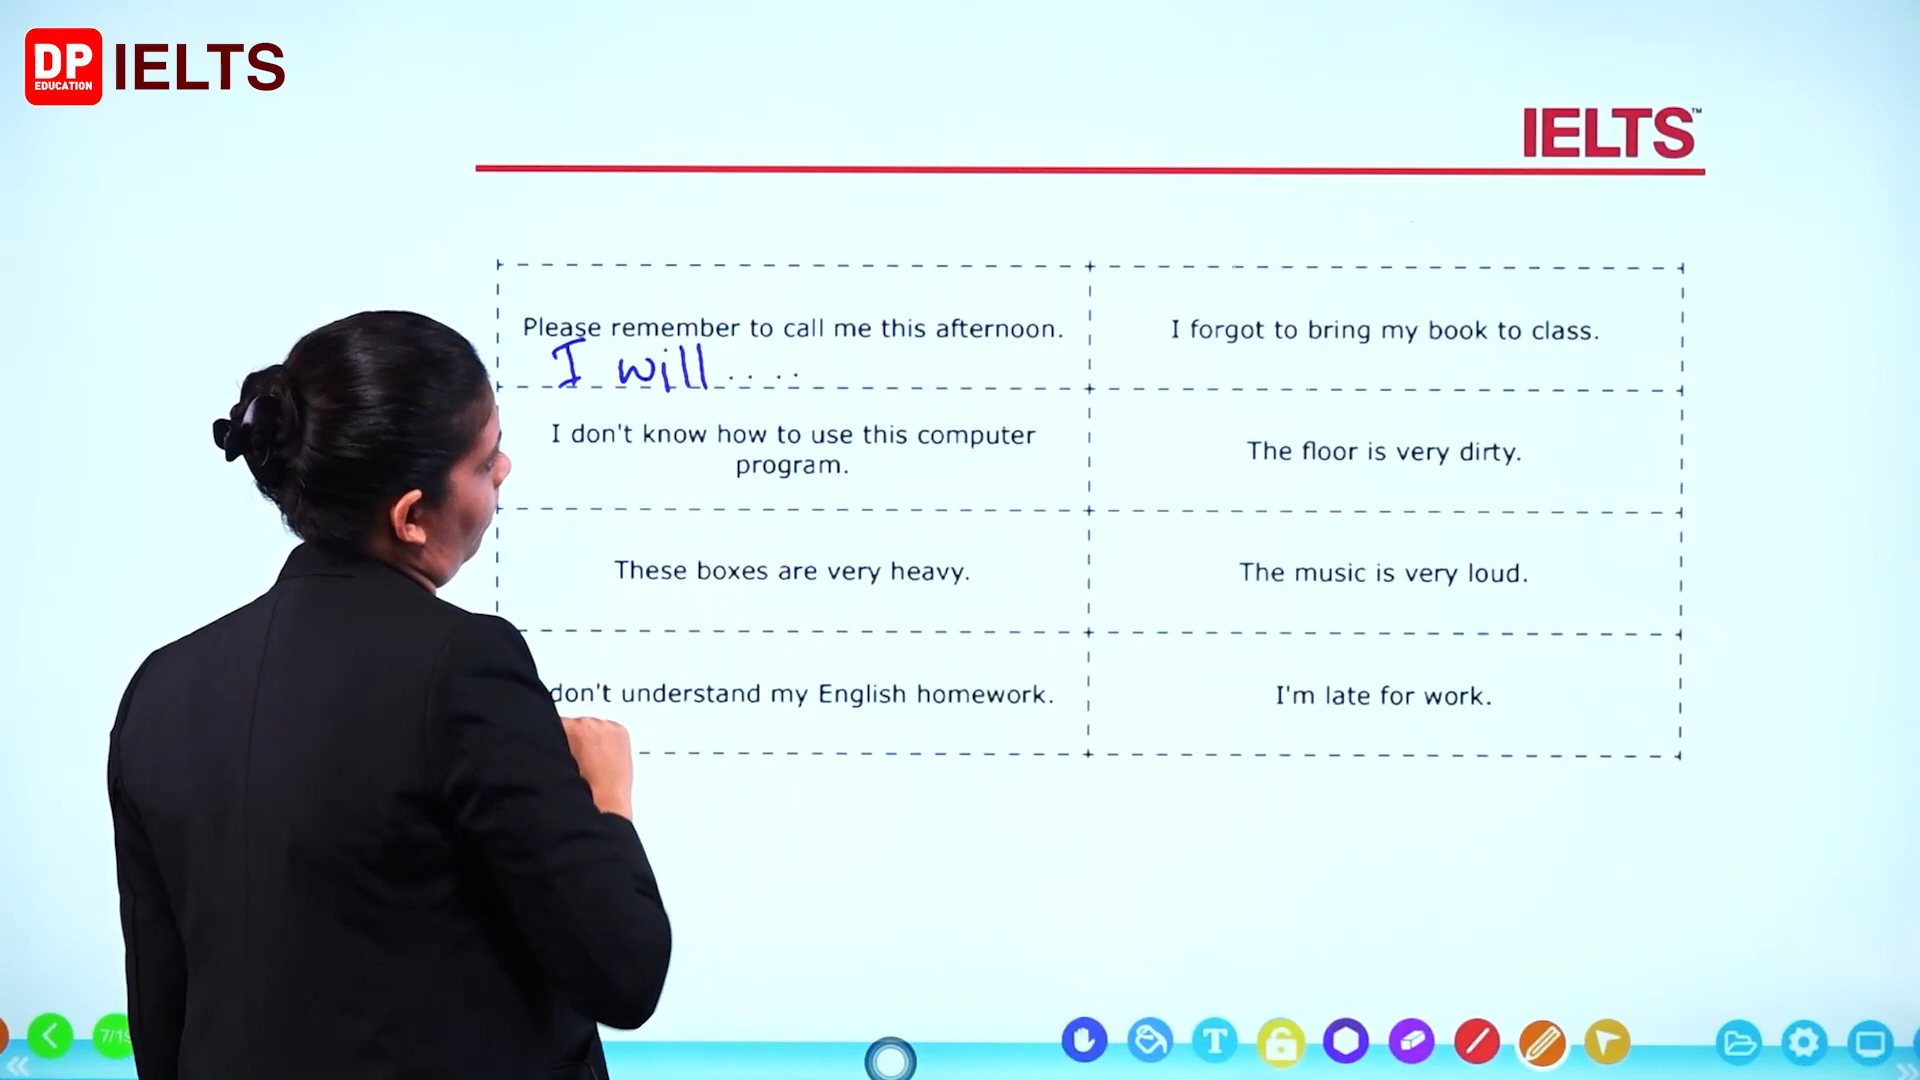 DP
EDUCATION
IELTS
IELTS™
Please remember to call me this afternoon.
I will....
I forgot to bring my book to class.
I don't know how to use this computer
program.
The floor is very dirty.
These boxes are very heavy.
The music is very loud.
don't understand my English homework.
I'm late for work.
T